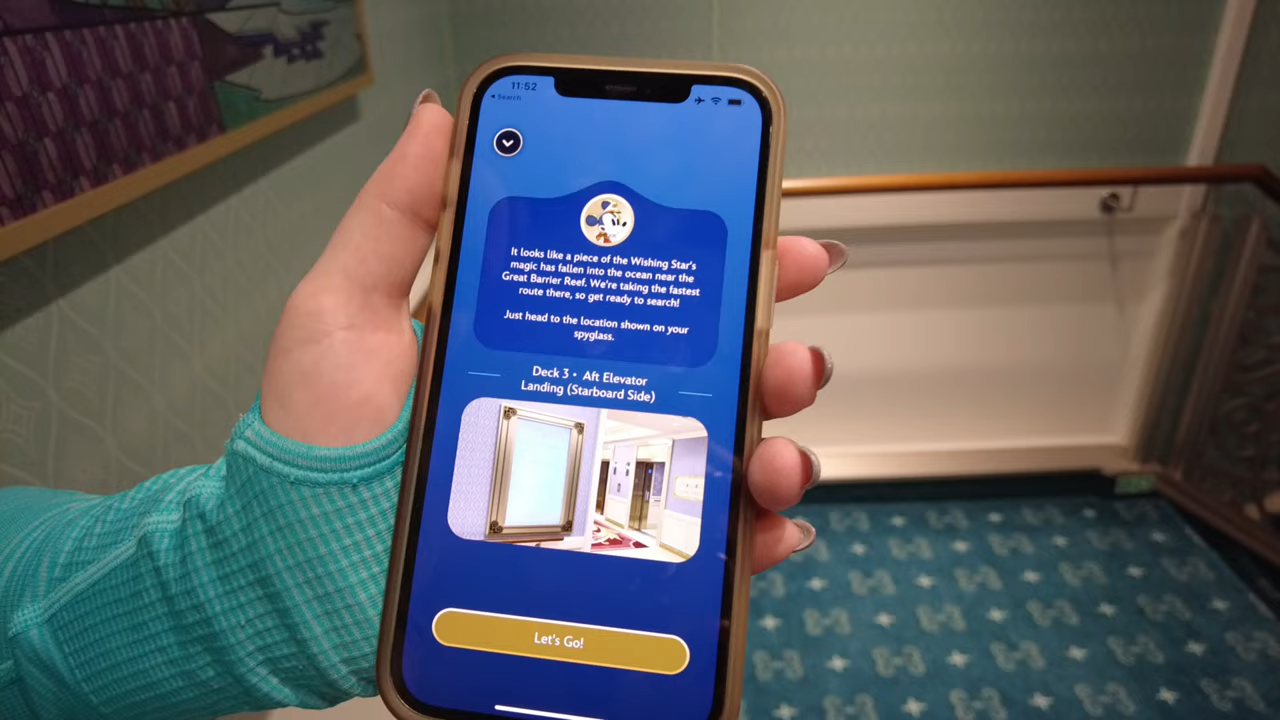 11:52
Search
It looks like a piece of the Wishing Star's
magic has fallen into the ocean near the
Great Barrier Reef. We're taking the fastest
route there, so get ready to search!
Just head to the location shown on your
spyglass.
Deck 3 • Aft Elevator
Landing (Starboard Side)
Let's Go!